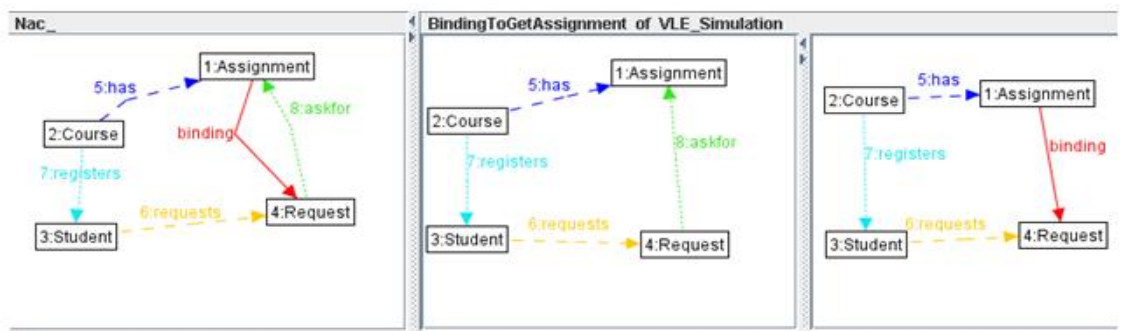 Nac_
1:Assignment
5:has
8:askfor
2:Course
binding
7:registers
6:requests
4:Request
3:Student
BindingToGetAssignment of VLE_Simulation
1:Assignment
5:has
2:Course
8:askfor
7:registers
6:requests
3:Student
4:Request
5:has
1:Assignment
2:Course
7:registers
binding
6:requests
4:Request
3:Student